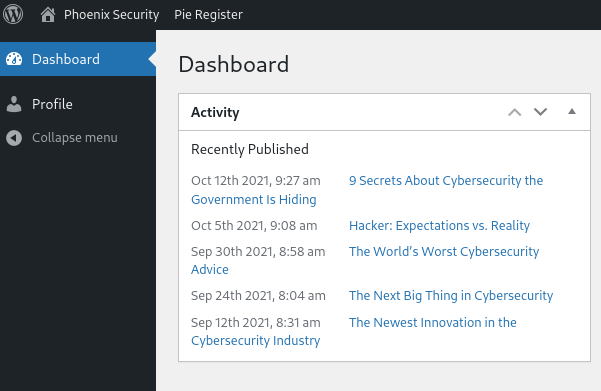 Phoenix Security Pie Register
Dashboard
Profile
Collapse menu
Dashboard
Activity
Recently Published
Oct 12th 2021, 9:27 am 9 Secrets About Cybersecurity the
Government Is Hiding
Oct 5th 2021, 9:08 am Hacker: Expectations vs. Reality
Sep 30th 2021, 8:58 am The World’s Worst Cybersecurity
Advice
Sep 24th 2021, 8:04 am The Next Big Thing in Cybersecurity
Sep 12th 2021, 8:31 am The Newest Innovation in the
Cybersecurity Industry